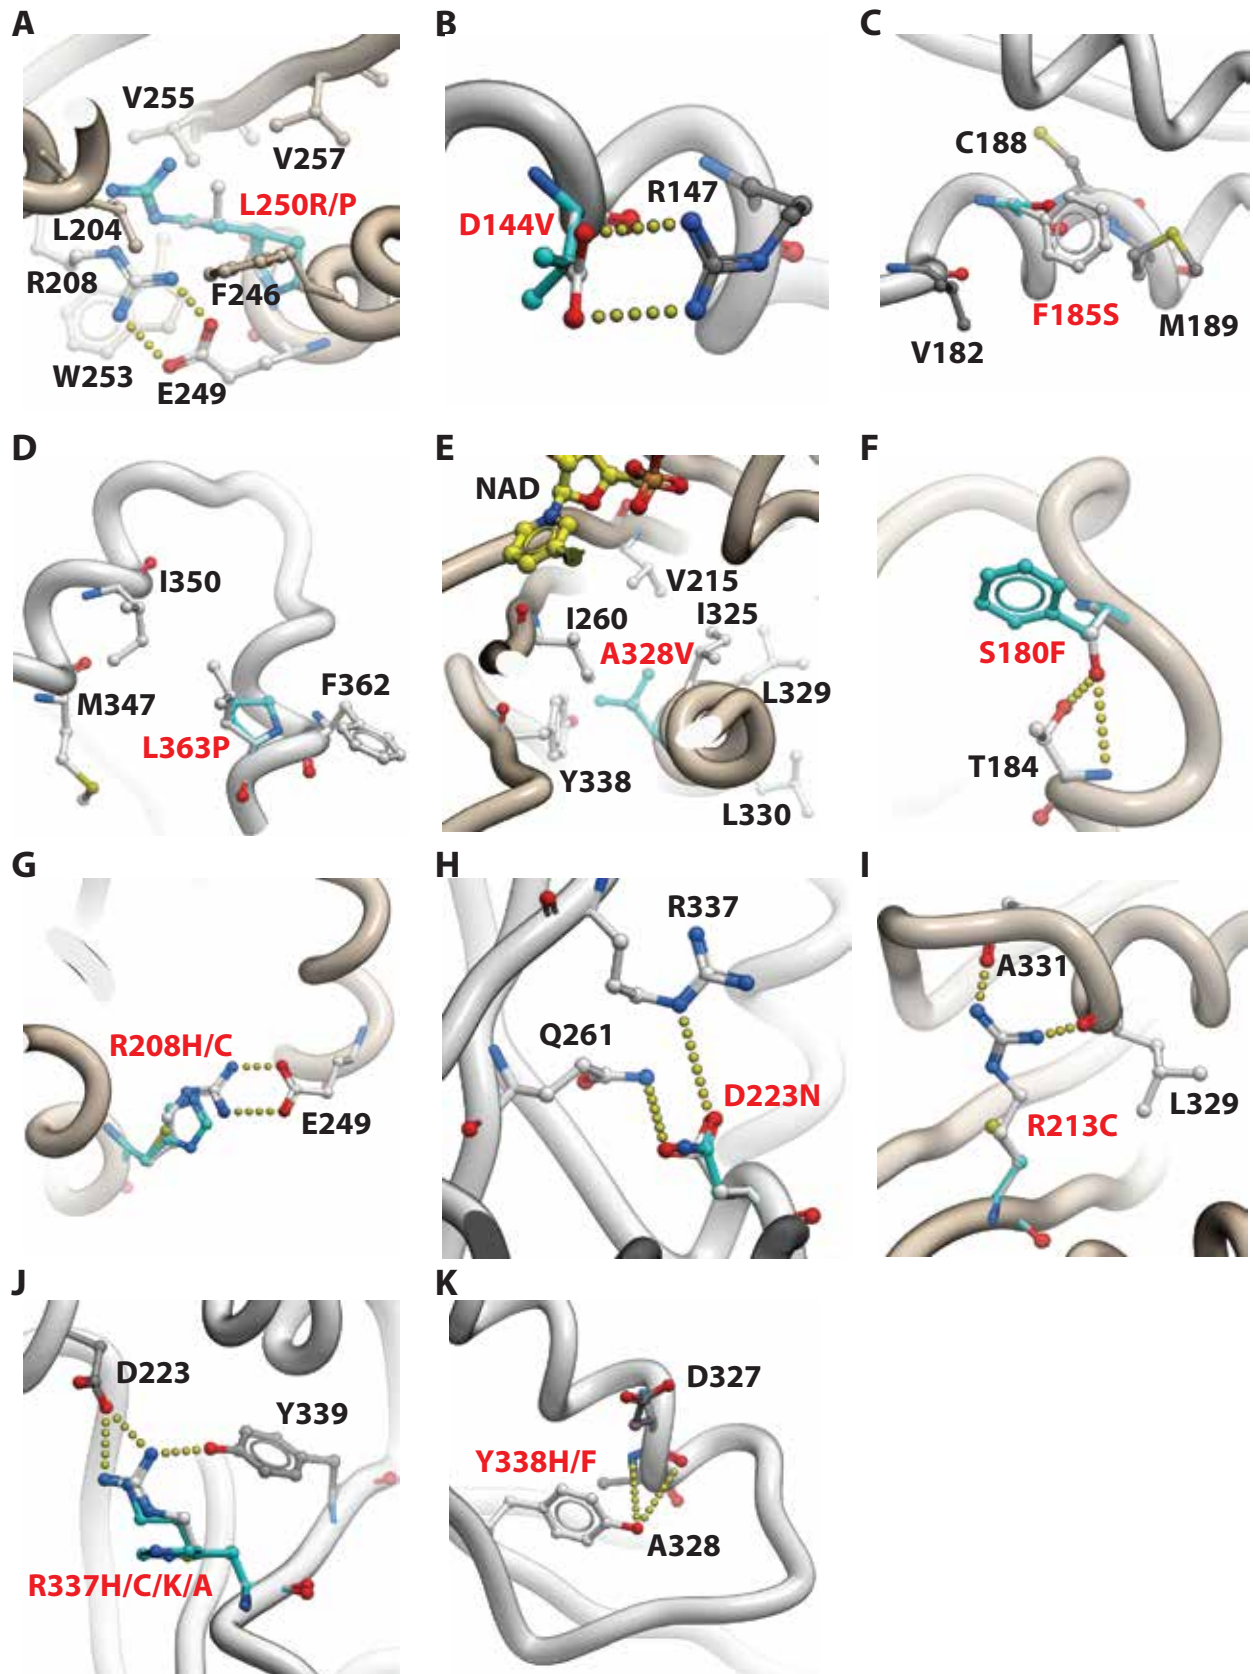 A
V255
V257
L250R/P
L204
R208
F246
W253
E249
B
R147
D144V
C
C188
F185S
M189
V182
D
I350
F362
M347
L363P
E
NAD
V215
I260
I325
A328V
L329
Y338
L330
F
S180F
T184
G
R208H/C
E249
H
R337
Q261
D223N
I
A331
L329
R213C
J
D223
Y339
R337H/C/K/A
K
D327
Y338H/F
A328